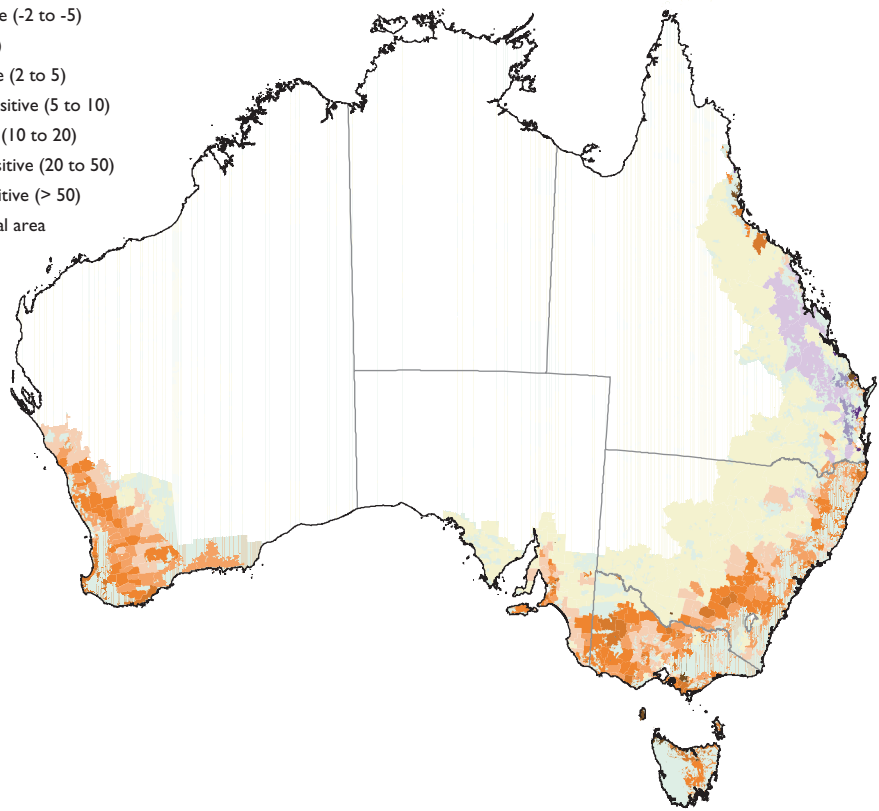 e (-2 to -5)
)
e (2 to 5)
sitive (5 to 10)
(10 to 20)
sitive (20 to 50)
itive (> 50)
al area